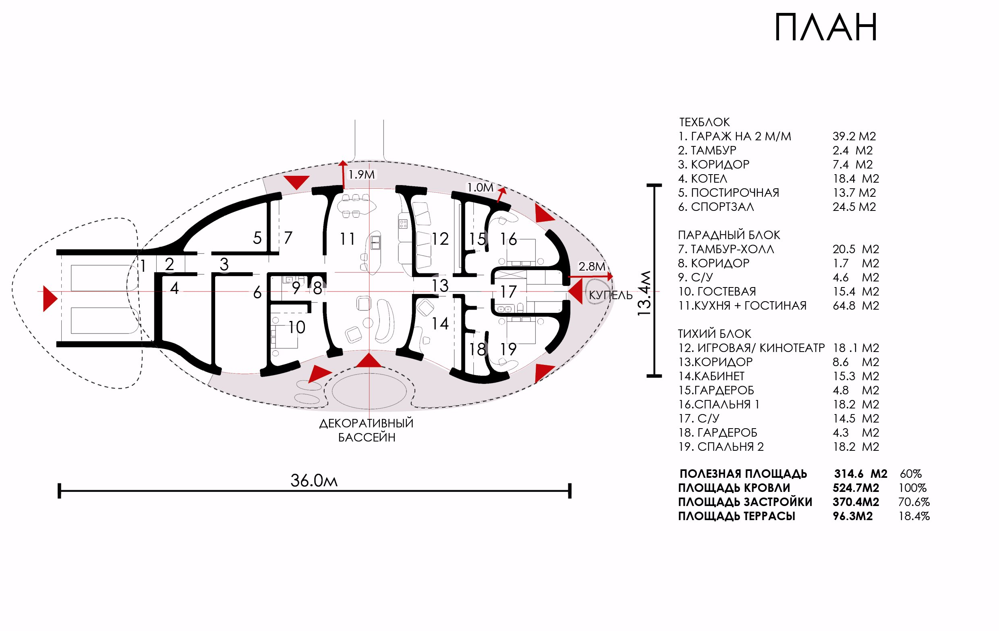 ПЛАН
1.9М
1.0М
2.8М
13.4м
КУПЕЛЬ
1
2
3
4
5
6
7
8
9
10
11
12
13
14
15
16
17
18
19
ДЕКОРАТИВНЫЙ
БАССЕЙН
36.0м
ТЕХБЛОК
1. ГАРАЖ НА 2 М/М 39.2 М2
2. ТАМБУР 2.4 М2
3. КОРИДОР 7.4 М2
4. КОТЕЛ 18.4 М2
5. ПОСТИРОЧНАЯ 13.7 М2
6. СПОРТЗАЛ 24.5 М2
ПАРАДНЫЙ БЛОК
7. ТАМБУР-ХОЛЛ 20.5 М2
8. КОРИДОР 1.7 М2
9. С/У 4.6 М2
10. ГОСТЕВАЯ 15.4 М2
11.КУХНЯ + ГОСТИНАЯ 64.8 М2
ТИХИЙ БЛОК
12. ИГРОВАЯ/ КИНОТЕАТР 18 .1 М2
13.КОРИДОР 8.6 М2
14.КАБИНЕТ 15.3 М2
15.ГАРДЕРОБ 4.8 М2
16.СПАЛЬНЯ 1 18.2 М2
17. С/У 14.5 М2
18. ГАРДЕРОБ 4.3 М2
19. СПАЛЬНЯ 2 18.2 М2
ПОЛЕЗНАЯ ПЛОЩАДЬ 314.6 М2 60%
ПЛОЩАДЬ КРОВЛИ 524.7М2 100%
ПЛОЩАДЬ ЗАСТРОЙКИ 370.4М2 70.6%
ПЛОЩАДЬ ТЕРРАСЫ 96.3М2 18.4%